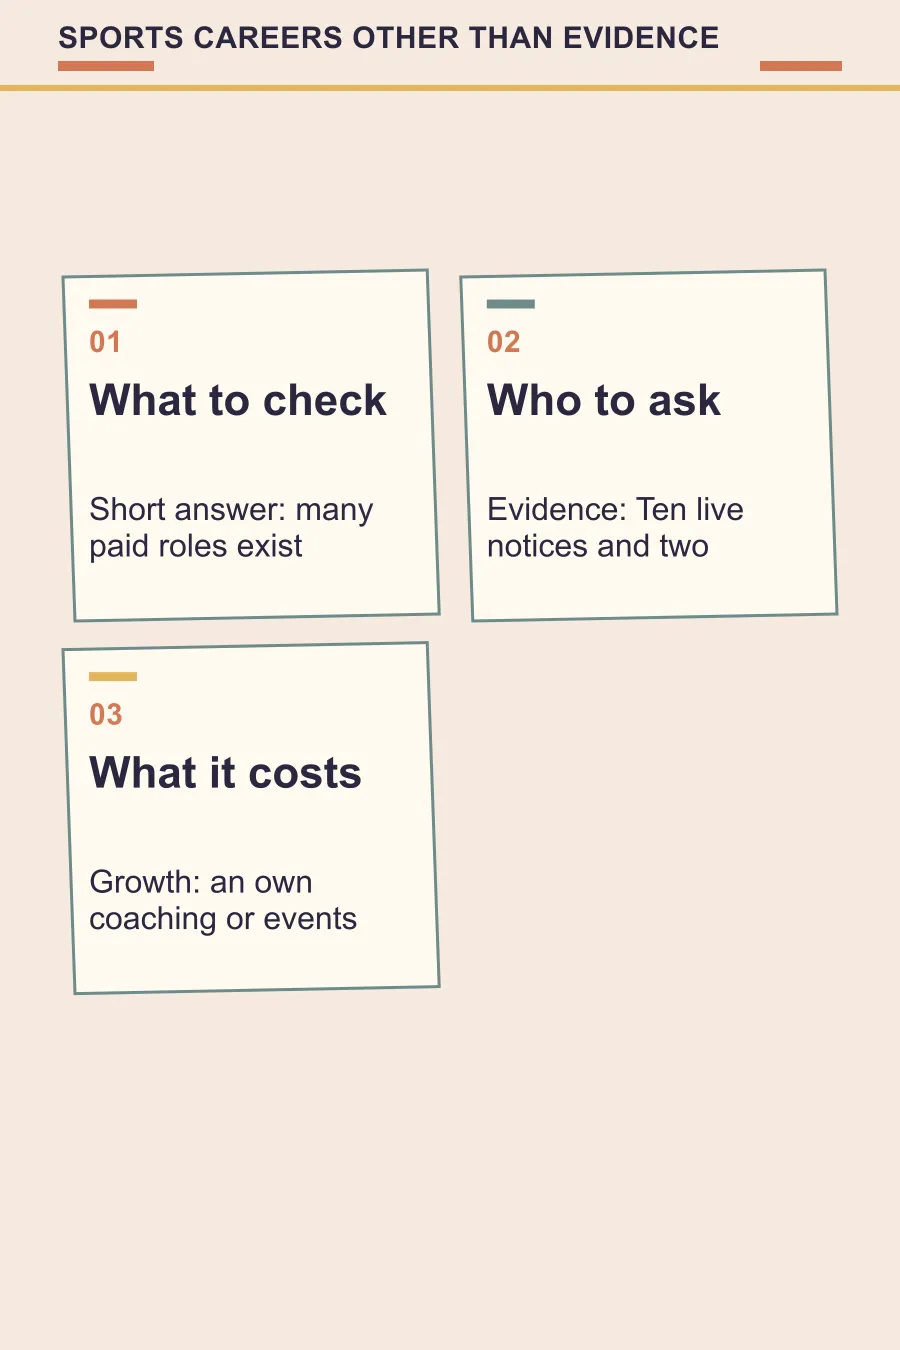 SPORTS CAREERS OTHER THAN EVIDENCE
01
What to check
Short answer: many
paid roles exist
02
Who to ask
Evidence: Ten live
notices and two
03
What it costs
Growth: an own
coaching or events